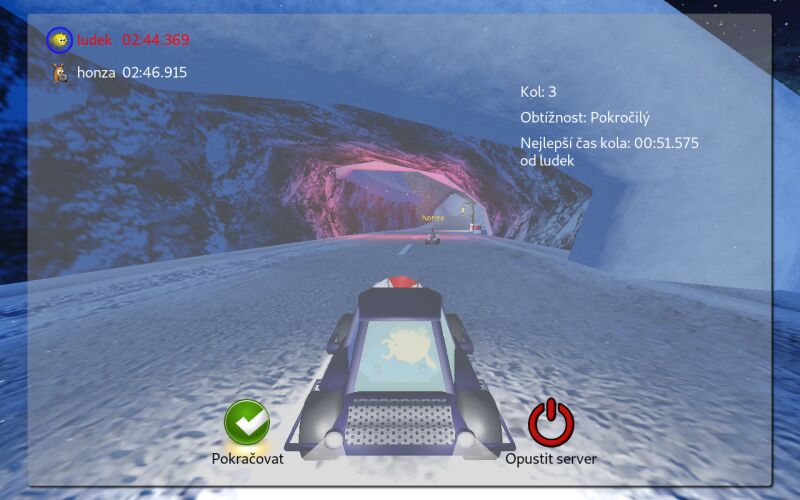 ludek 02:44.369
honza 02:46.915
Kol: 3
Obtížnost: Pokročilý
Nejlepší čas kola: 00:51.575
od ludek
honza
Pokračovat
Opustit server